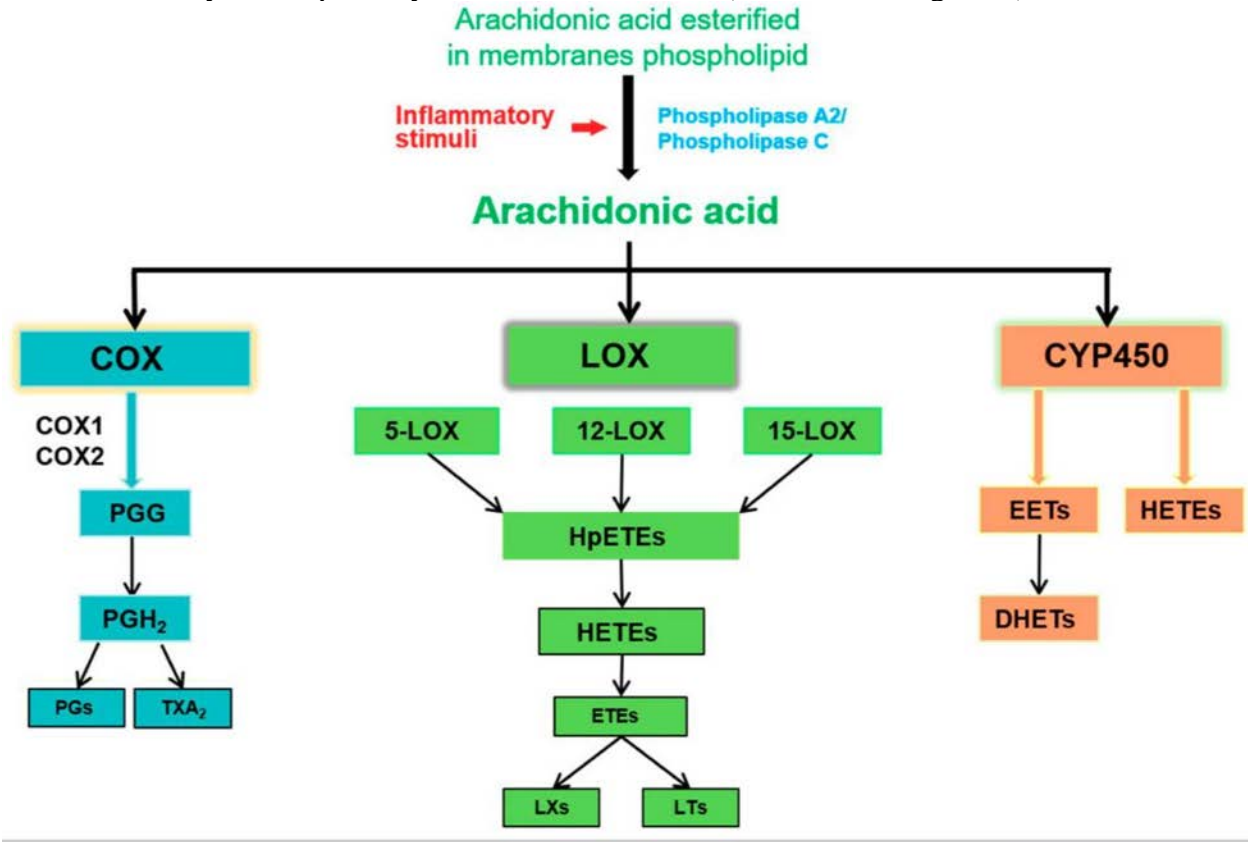 Arachidonic acid esterified
in membranes phospholipid
Inflammatory
stimuli
Phospholipase A2/
Phospholipase C
Arachidonic acid
COX
LOX
CYP450
COX1
COX2
5-LOX
12-LOX
15-LOX
PGG
HpETEs
EETs
HETEs
PGH₂
HETEs
DHETs
PGs
TXA₂
ETEs
LXs
LTs